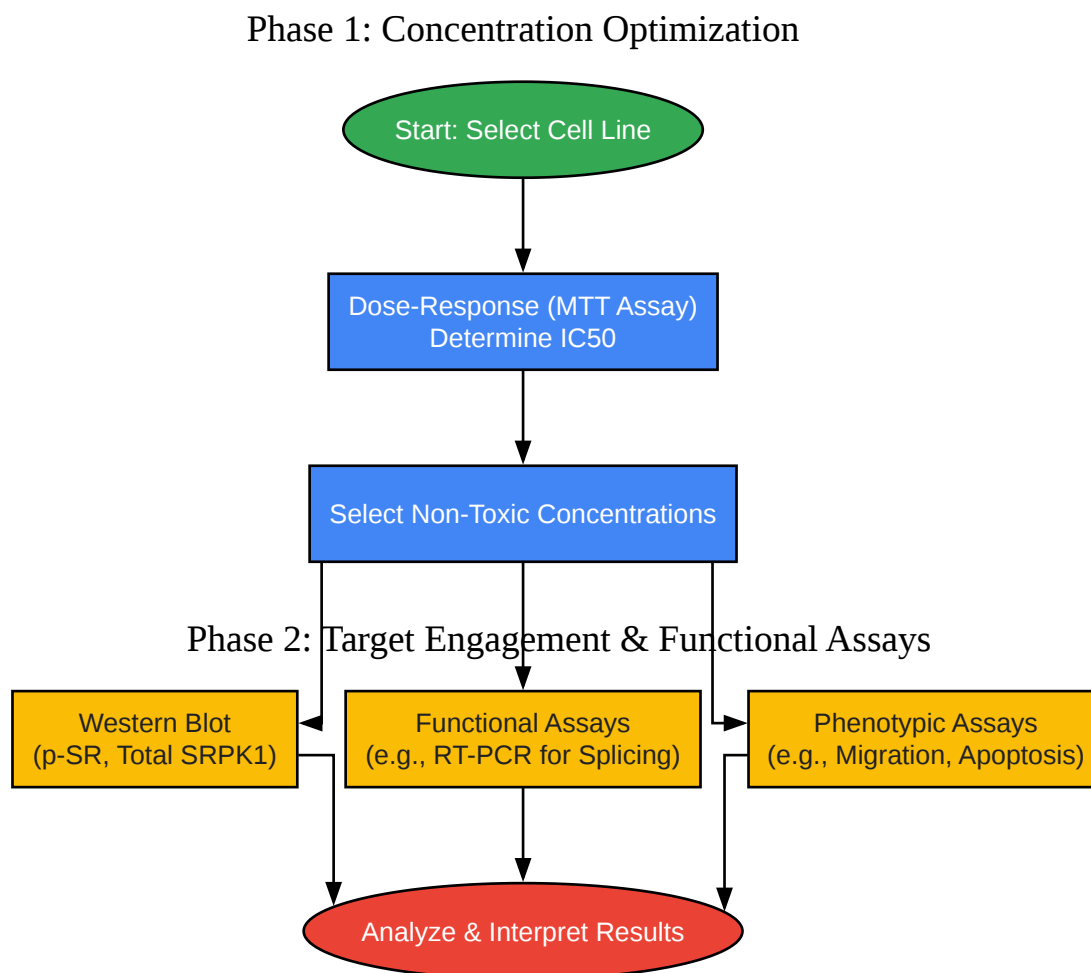 Phase 1: Concentration Optimization
Start: Select Cell Line
Dose-Response (MTT Assay)
Determine IC50
Select Non-Toxic Concentrations
Phase 2: Target Engagement & Functional Assays
Western Blot
(p-SR, Total SRPK1)
Functional Assays
(e.g., RT-PCR for Splicing)
Phenotypic Assays
(e.g., Migration, Apoptosis)
Analyze & Interpret Results